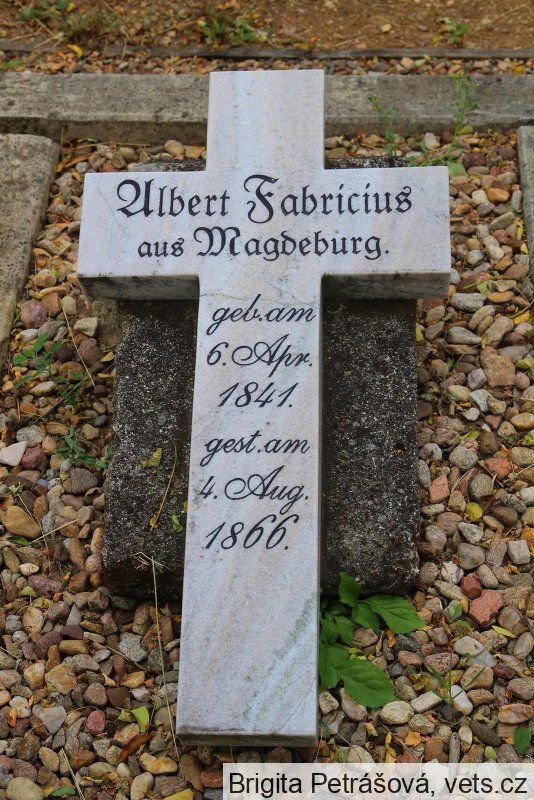 Albert Fabricius
aus Magdeburg.
geb. am
6. Apr.
1841.
gest. am
4. Aug.
1866.
Brigita Petrášová, vets.cz